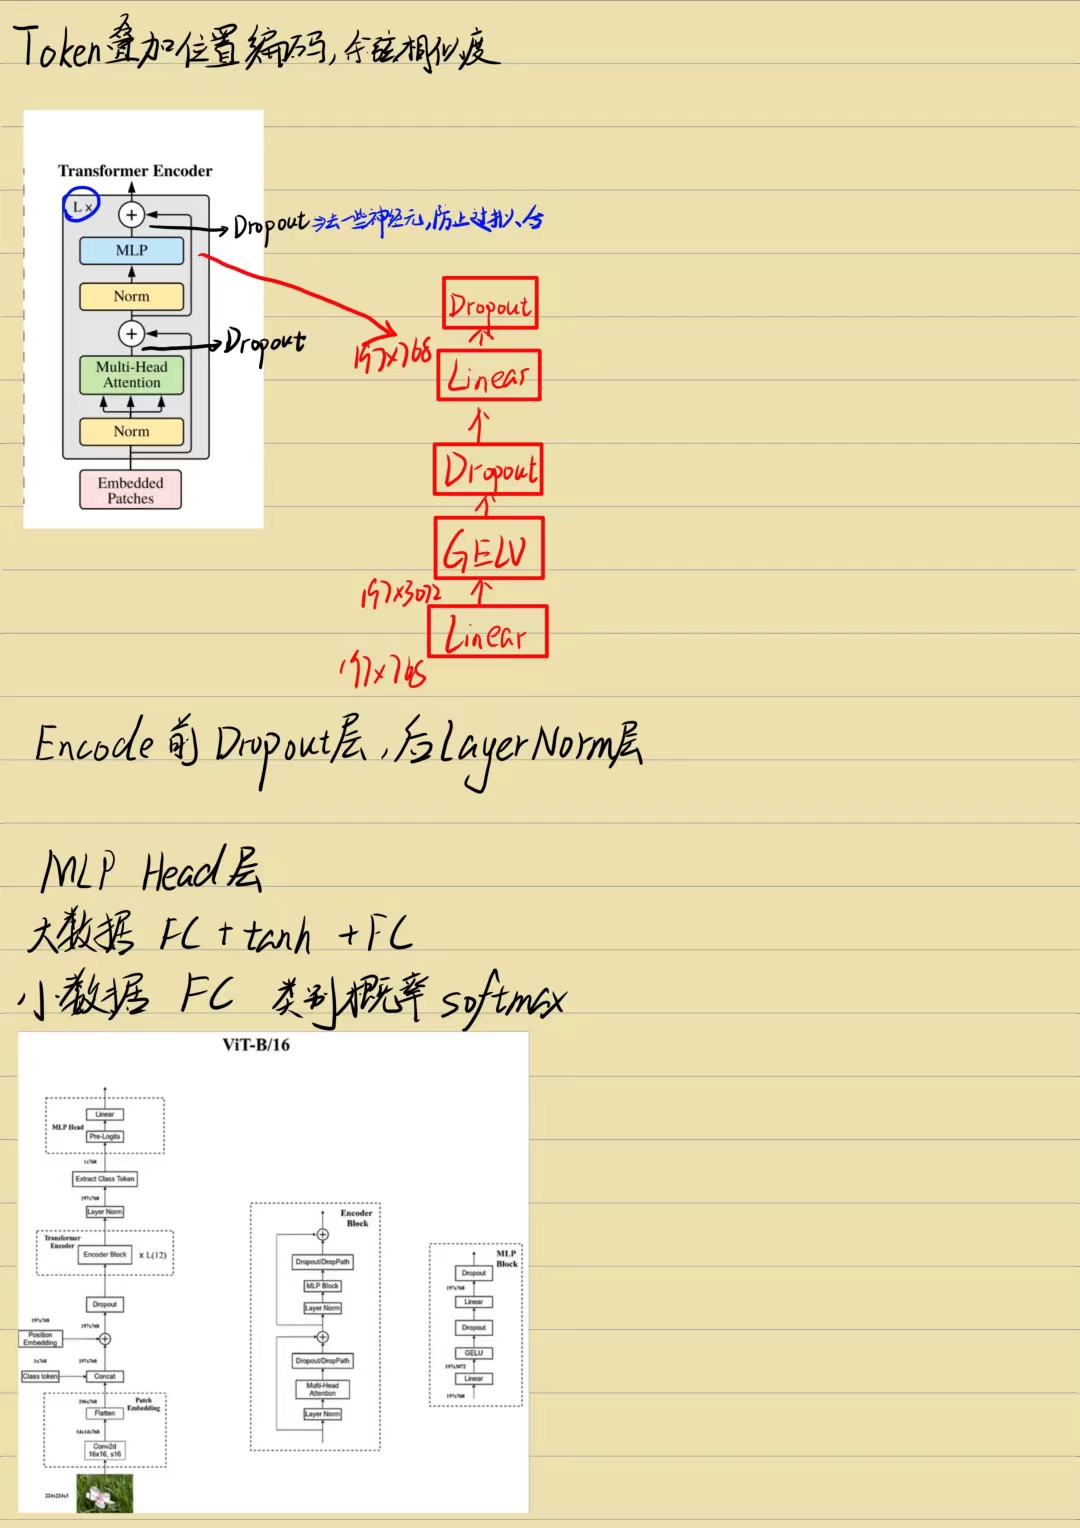 Token叠加位置编码,余弦相似度
Transformer Encoder
L×
+
Dropout 丢去一些神经元,防止过拟合
MLP
Norm
+
Dropout
Multi-Head
Attention
Norm
Embedded
Patches
Dropout
197×768
Linear
Dropout
GELU
197×3072
Linear
197×768
Encode前Dropout层,后LayerNorm层
MLP Head层
大数据 FC+tanh+FC
小数据 FC 类别概率 softmax
ViT-B/16
Linear
MLP Head
Pre-Logits
1x768
Extract Class Token
197x768
Layer Norm
Transformer
Encoder
Encoder Block
x L(12)
Dropout
197x768
197x768
Position
Embedding
+
1x768
197x768
Class token
Concat
196x768
Patch
Embedding
Flatten
14x14x768
Conv2d
16x16, s16
224x224x3
Encoder
Block
+
Dropout/DropPath
MLP Block
Layer Norm
+
Dropout/DropPath
Multi-Head
Attention
Layer Norm
MLP
Block
Dropout
197x768
Linear
Dropout
GELU
197x3072
Linear
197x768